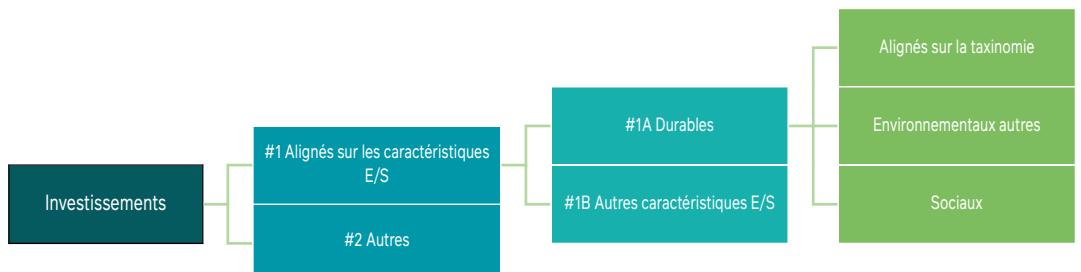 Investissements
#1 Alignés sur les caractéristiques
E/S
#2 Autres
#1A Durables
#1B Autres caractéristiques E/S
Alignés sur la taxinomie
Environnementaux autres
Sociaux